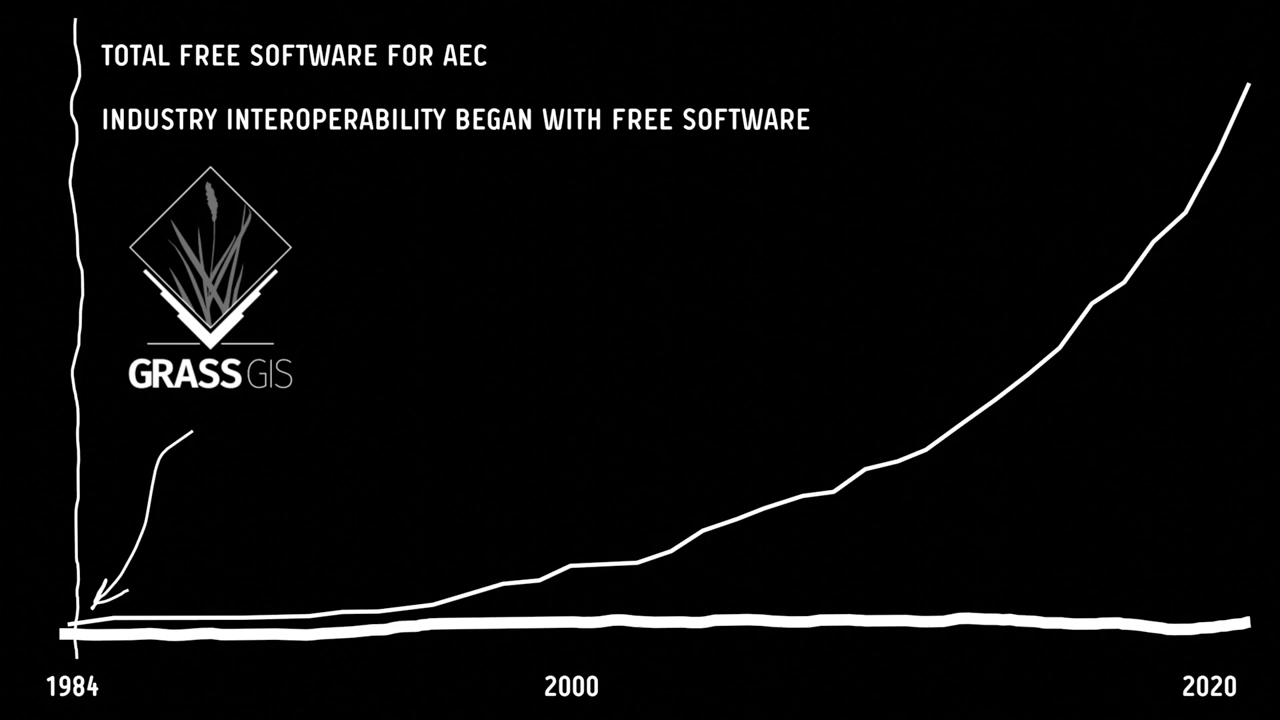 TOTAL FREE SOFTWARE FOR AEC
INDUSTRY INTEROPERABILITY BEGAN WITH FREE SOFTWARE
GRASS GIS
1984
2000
2020